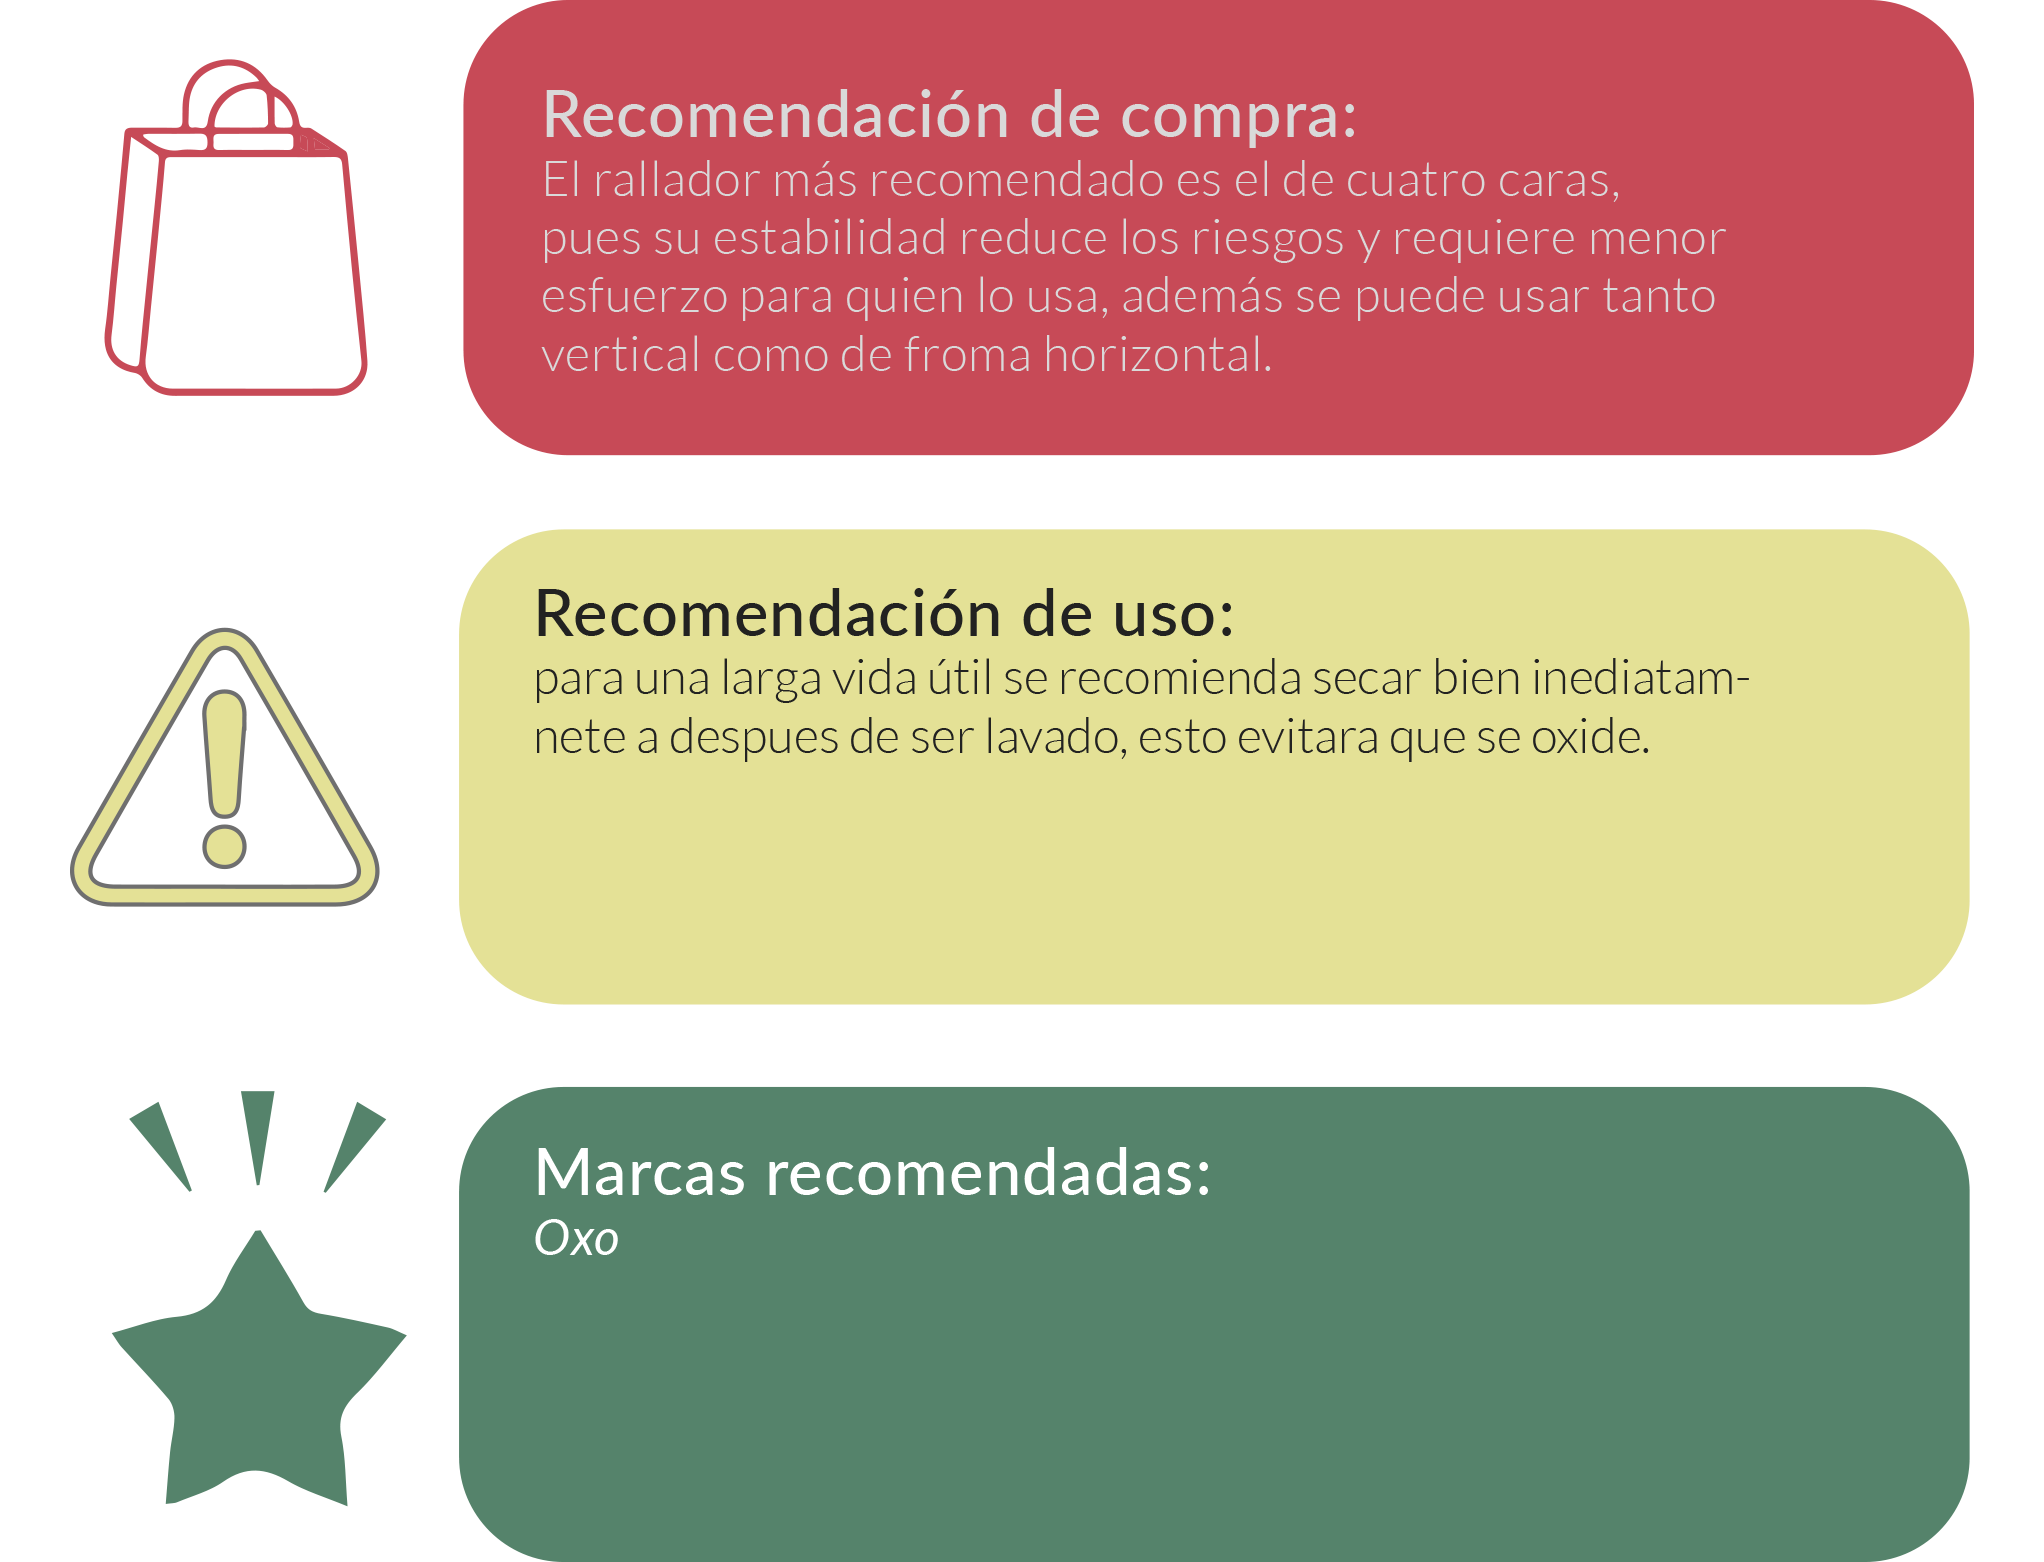 Recomendación de compra:
El rallador más recomendado es el de cuatro caras,
pues su estabilidad reduce los riesgos y requiere menor
esfuerzo para quien lo usa, además se puede usar tanto
vertical como de froma horizontal.
Recomendación de uso:
para una larga vida útil se recomienda secar bien inediatam-
nete a despues de ser lavado, esto evitara que se oxide.
Marcas recomendadas:
Oxo